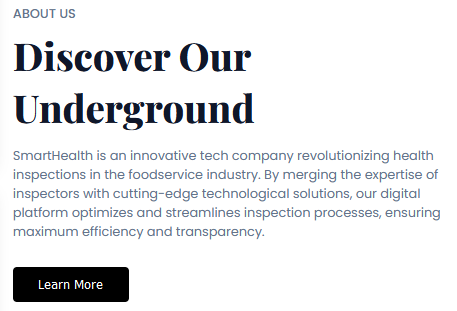 ABOUT US
Discover Our
Underground
SmartHealth is an innovative tech company revolutionizing health
inspections in the foodservice industry. By merging the expertise of
inspectors with cutting-edge technological solutions, our digital
platform optimizes and streamlines inspection processes, ensuring
maximum efficiency and transparency.
Learn More